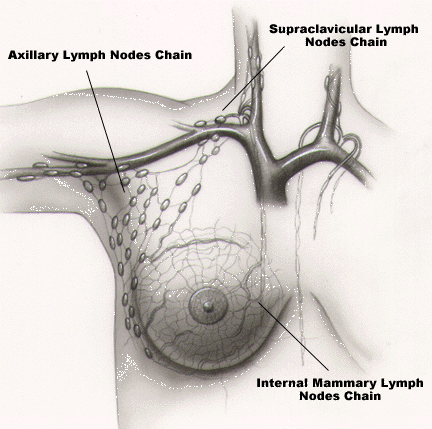 Supraclavicular Lymph
Nodes Chain
Axillary Lymph Nodes Chain
Internal Mammary Lymph
Nodes Chain